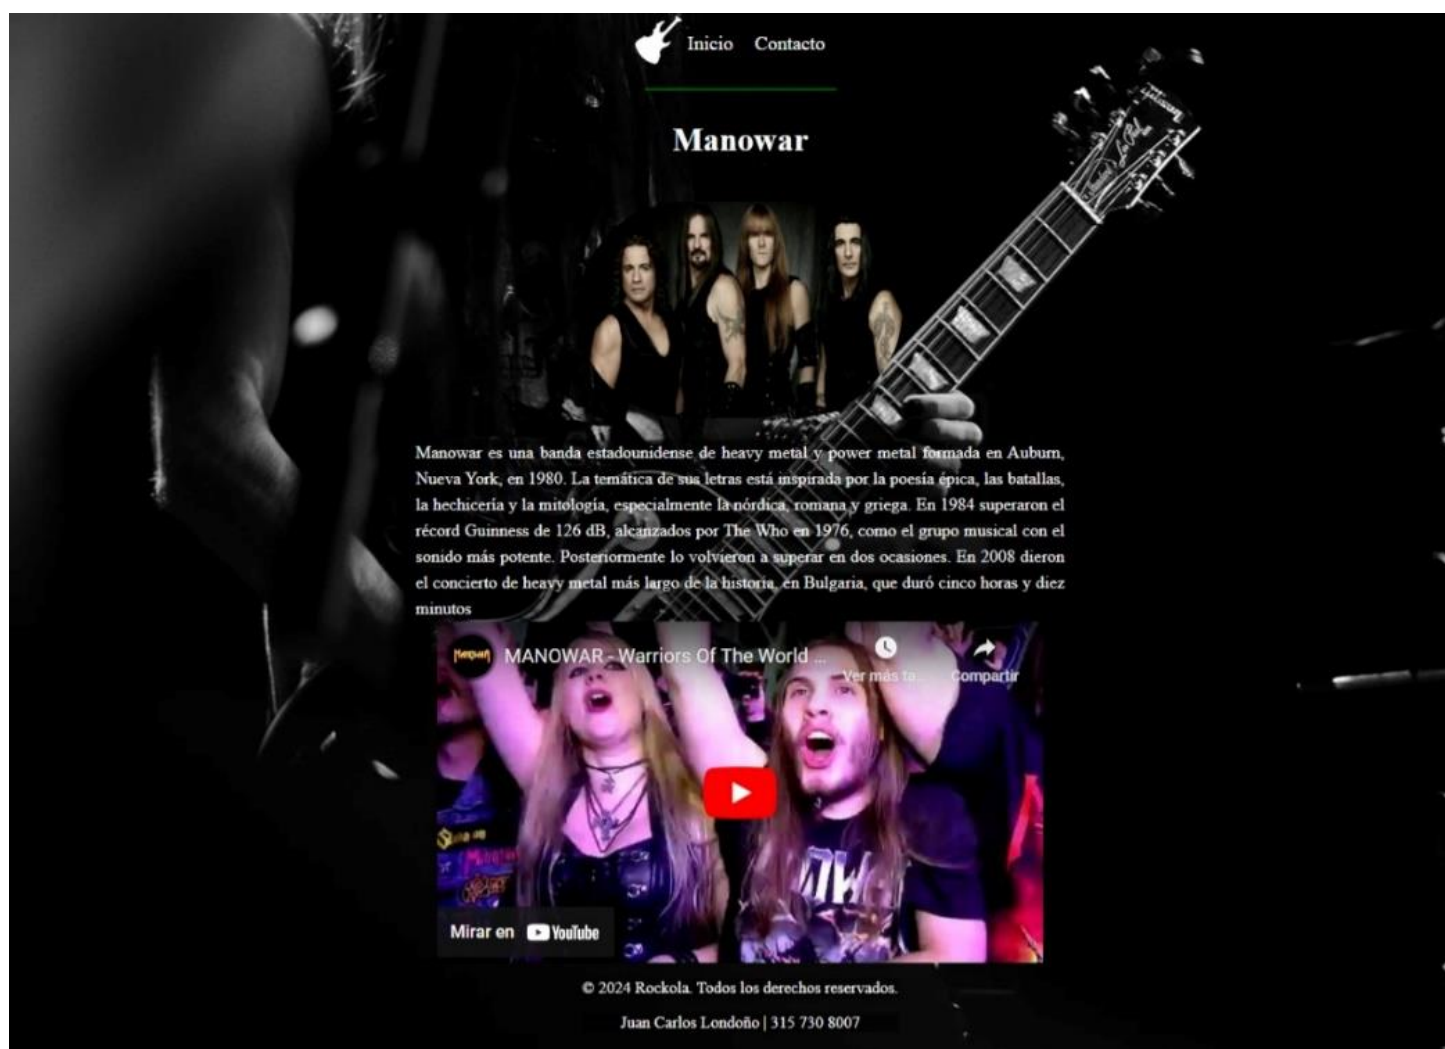 Inicio Contacto
Manowar
Manowar es una banda estadounidense de heavy metal y power metal formada en Auburn,
Nueva York, en 1980. La temática de sus letras está inspirada por la poesía épica, las batallas,
la hechicería y la mitología, especialmente la nórdica, romana y griega. En 1984 superaron el
récord Guinness de 126 dB, alcanzados por The Who en 1976, como el grupo musical con el
sonido más potente. Posteriormente lo volvieron a superar en dos ocasiones. En 2008 dieron
el concierto de heavy metal más largo de la historia, en Bulgaria, que duró cinco horas y diez
minutos
MANOWAR - Warriors Of The World ...
Ver más ta...
Compartir
Mirar en YouTube
© 2024 Rockola. Todos los derechos reservados.
Juan Carlos Londoño | 315 730 8007